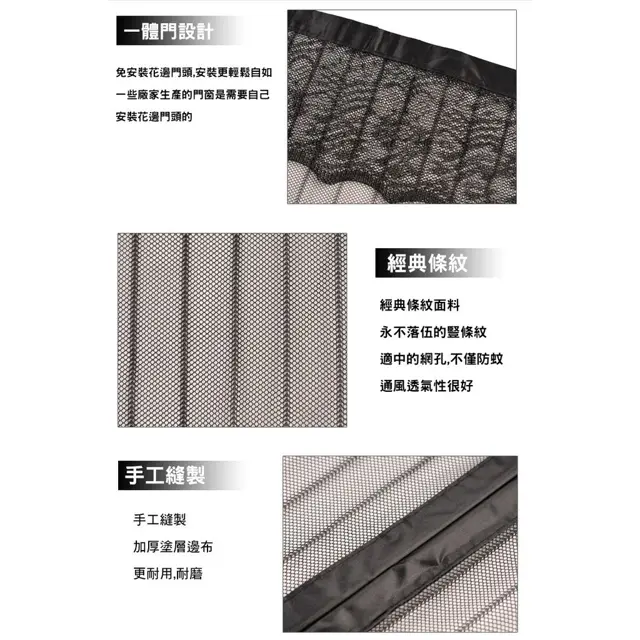 一體門設計
免安裝花邊門頭,安裝更輕鬆自如
一些廠家生產的門窗是需要自己
安裝花邊門頭的
經典條紋
經典條紋面料
永不落伍的豎條紋
適中的網孔,不僅防蚊
通風透氣性很好
手工縫製
手工縫製
加厚塗層邊布
更耐用,耐磨